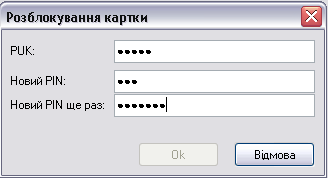 Розблокування картки
PUK:
Новий PIN:
Новий PIN ще раз:
Ok
Відмова